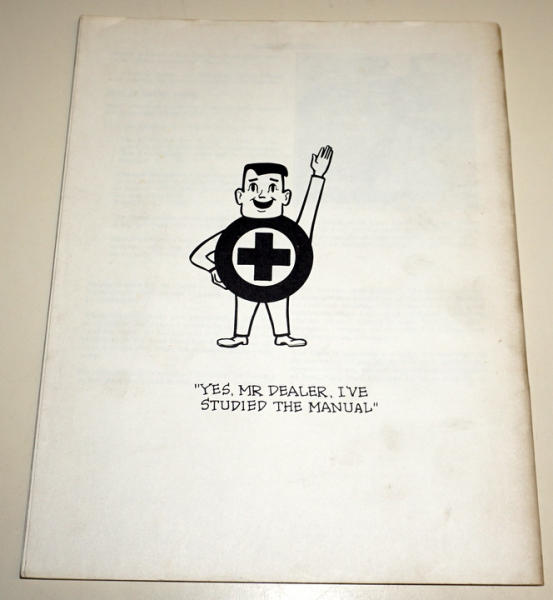 "YES, MR DEALER, I'VE
STUDIED THE MANUAL"